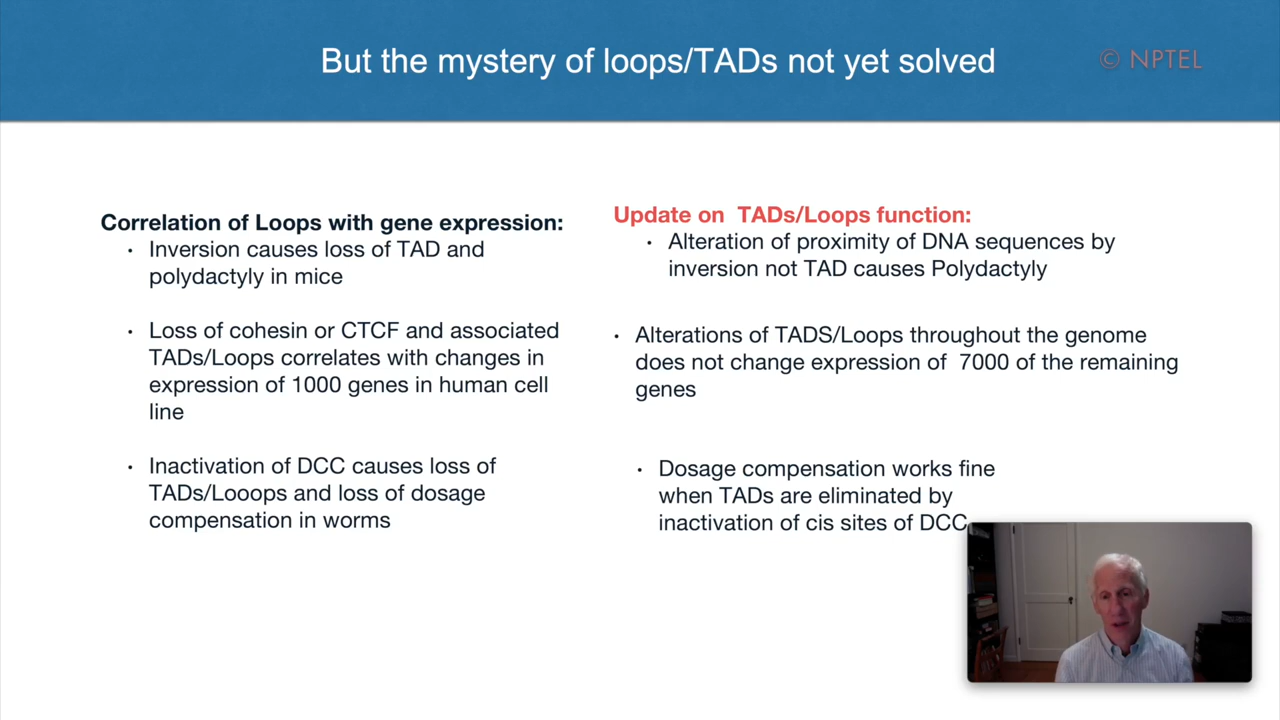 But the mystery of loops/TADs not yet solved
© NPTEL
Correlation of Loops with gene expression:
· Inversion causes loss of TAD and
polydactyly in mice
· Loss of cohesin or CTCF and associated
TADs/Loops correlates with changes in
expression of 1000 genes in human cell
line
· Inactivation of DCC causes loss of
TADs/Looops and loss of dosage
compensation in worms
Update on TADs/Loops function:
· Alteration of proximity of DNA sequences by
inversion not TAD causes Polydactyly
· Alterations of TADS/Loops throughout the genome
does not change expression of 7000 of the remaining
genes
· Dosage compensation works fine
when TADs are eliminated by
inactivation of cis sites of DCC